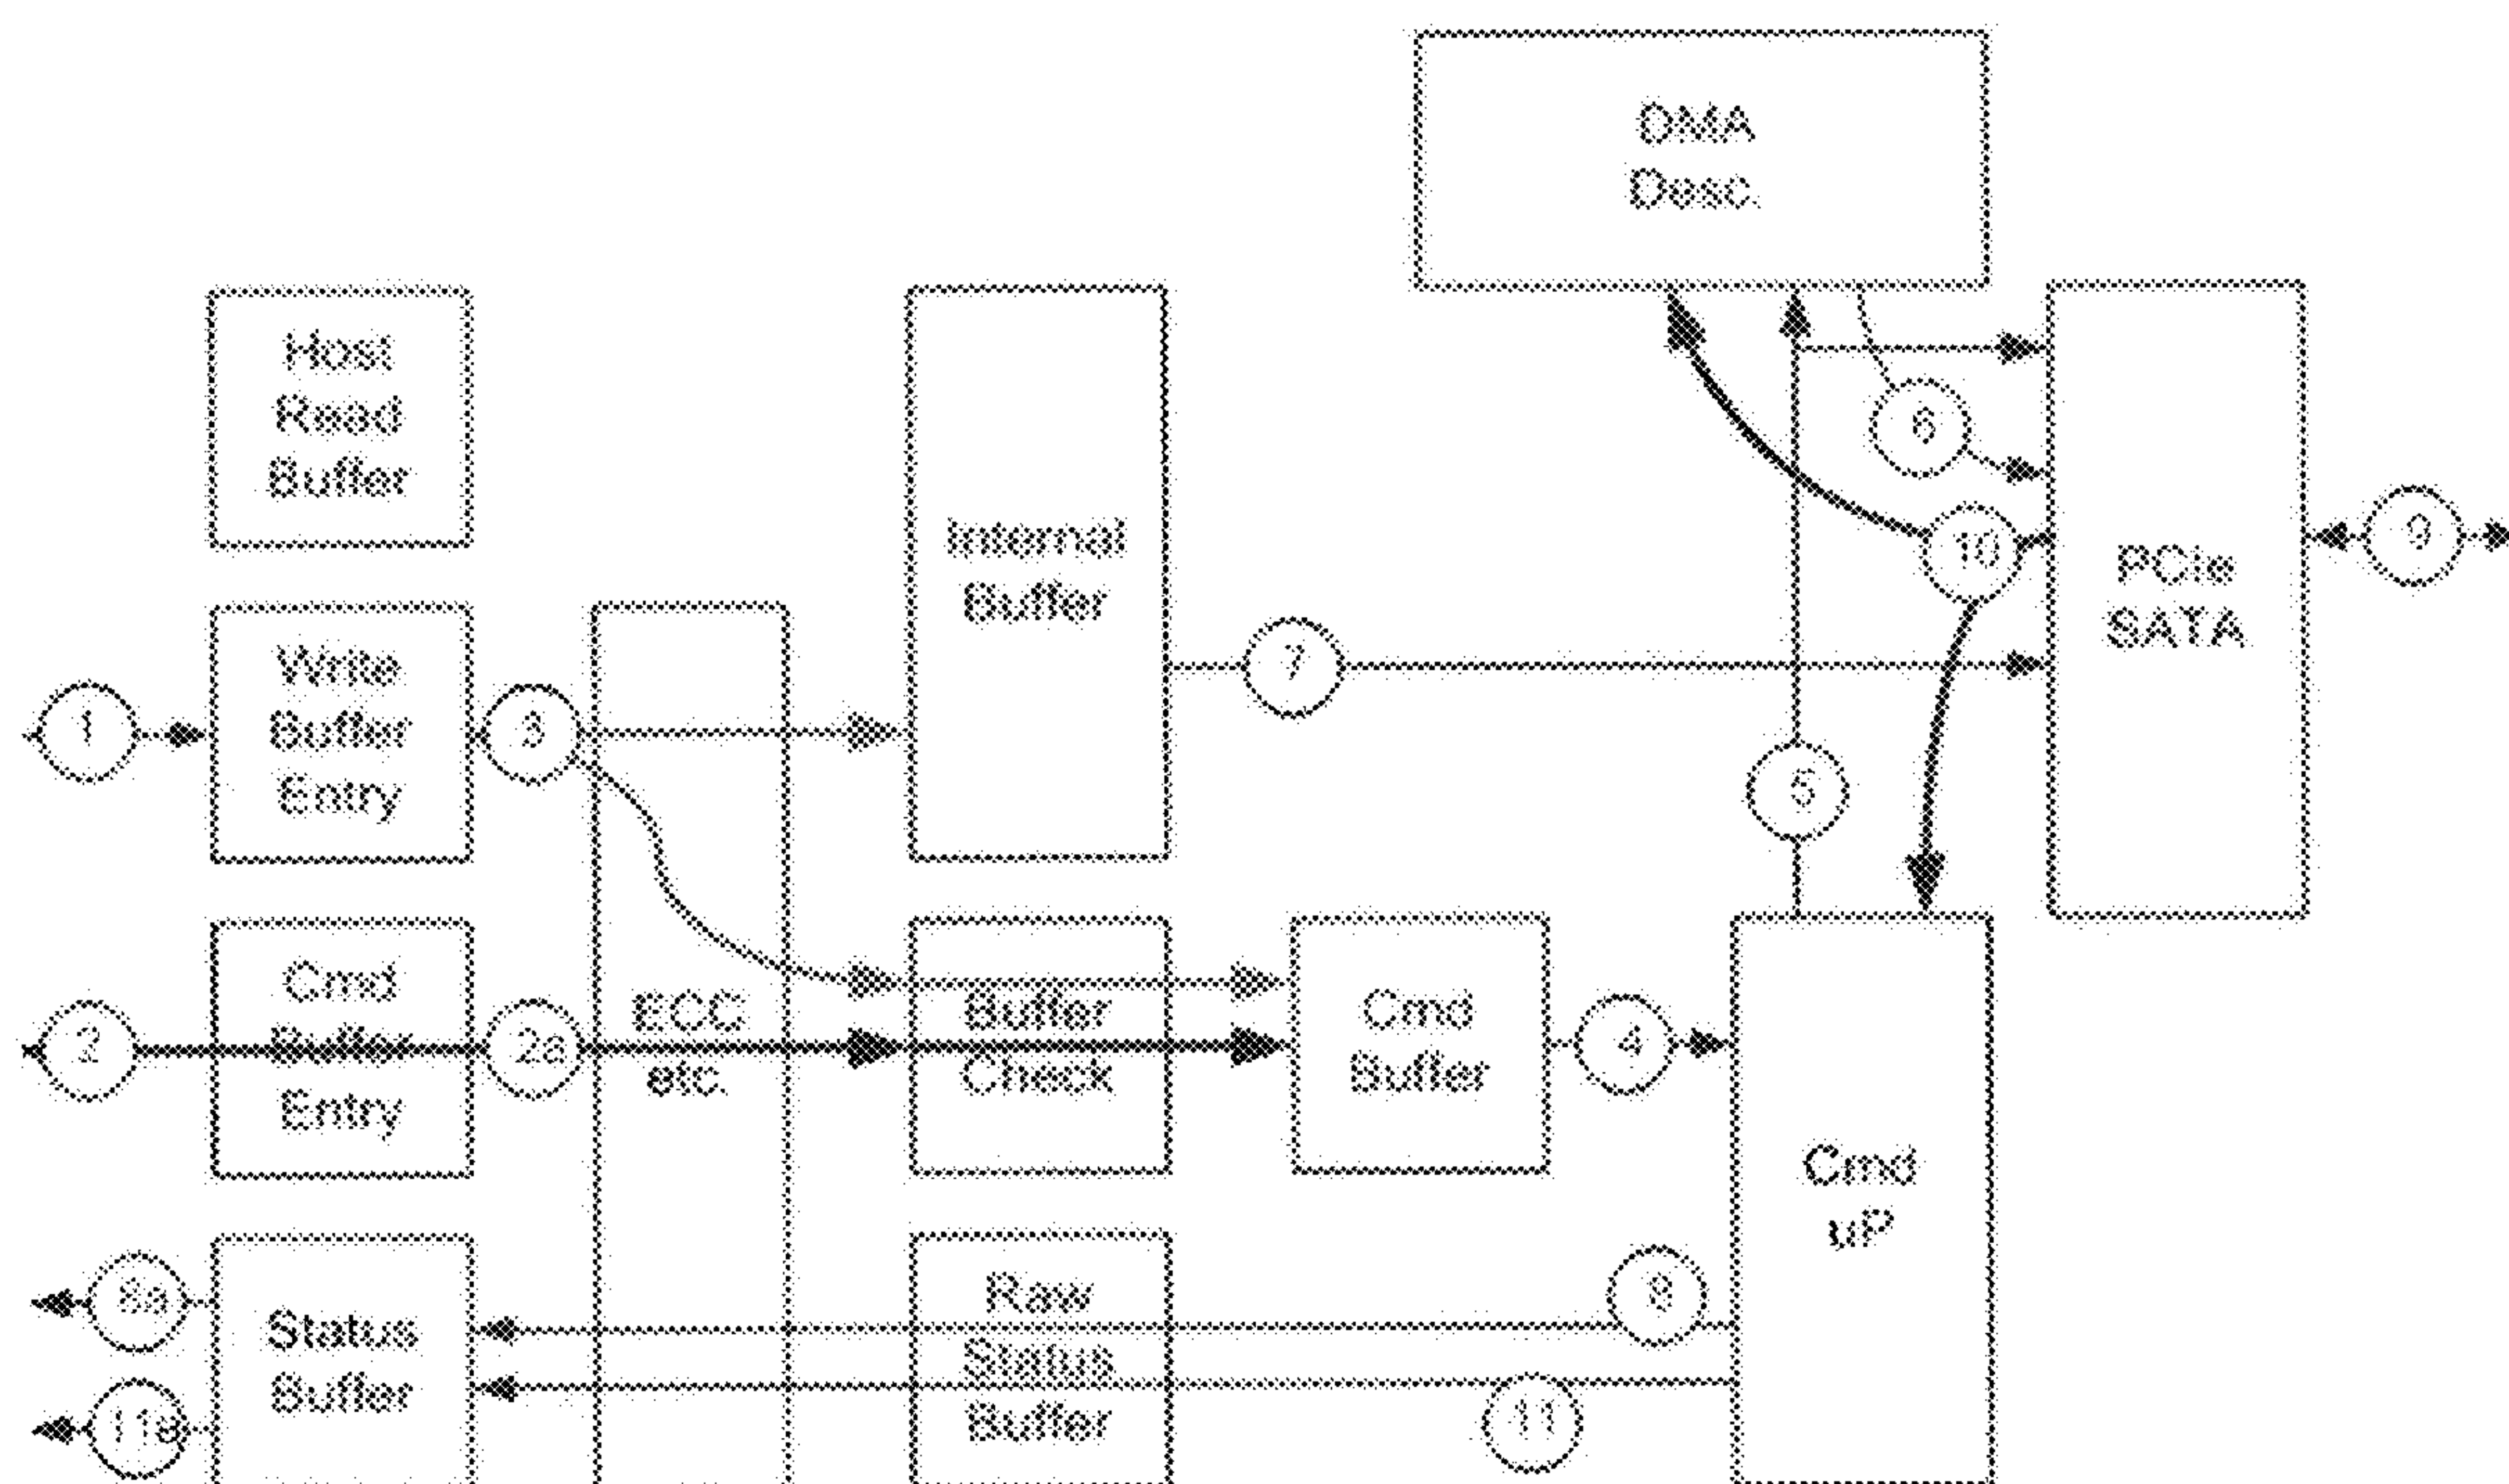 DMA
Desc.
Host
Read
Buffer
Internal
Buffer
6
9
10
PCIe
SATA
Write
Buffer
Entry
1
3
7
5
Cmd
Buffer
Entry
2
2a
ECC
etc.
Buffer
Check
Cmd
Buffer
4
Cmd
uP
8a
Status
Buffer
11a
Raw
Status
Buffer
8
11